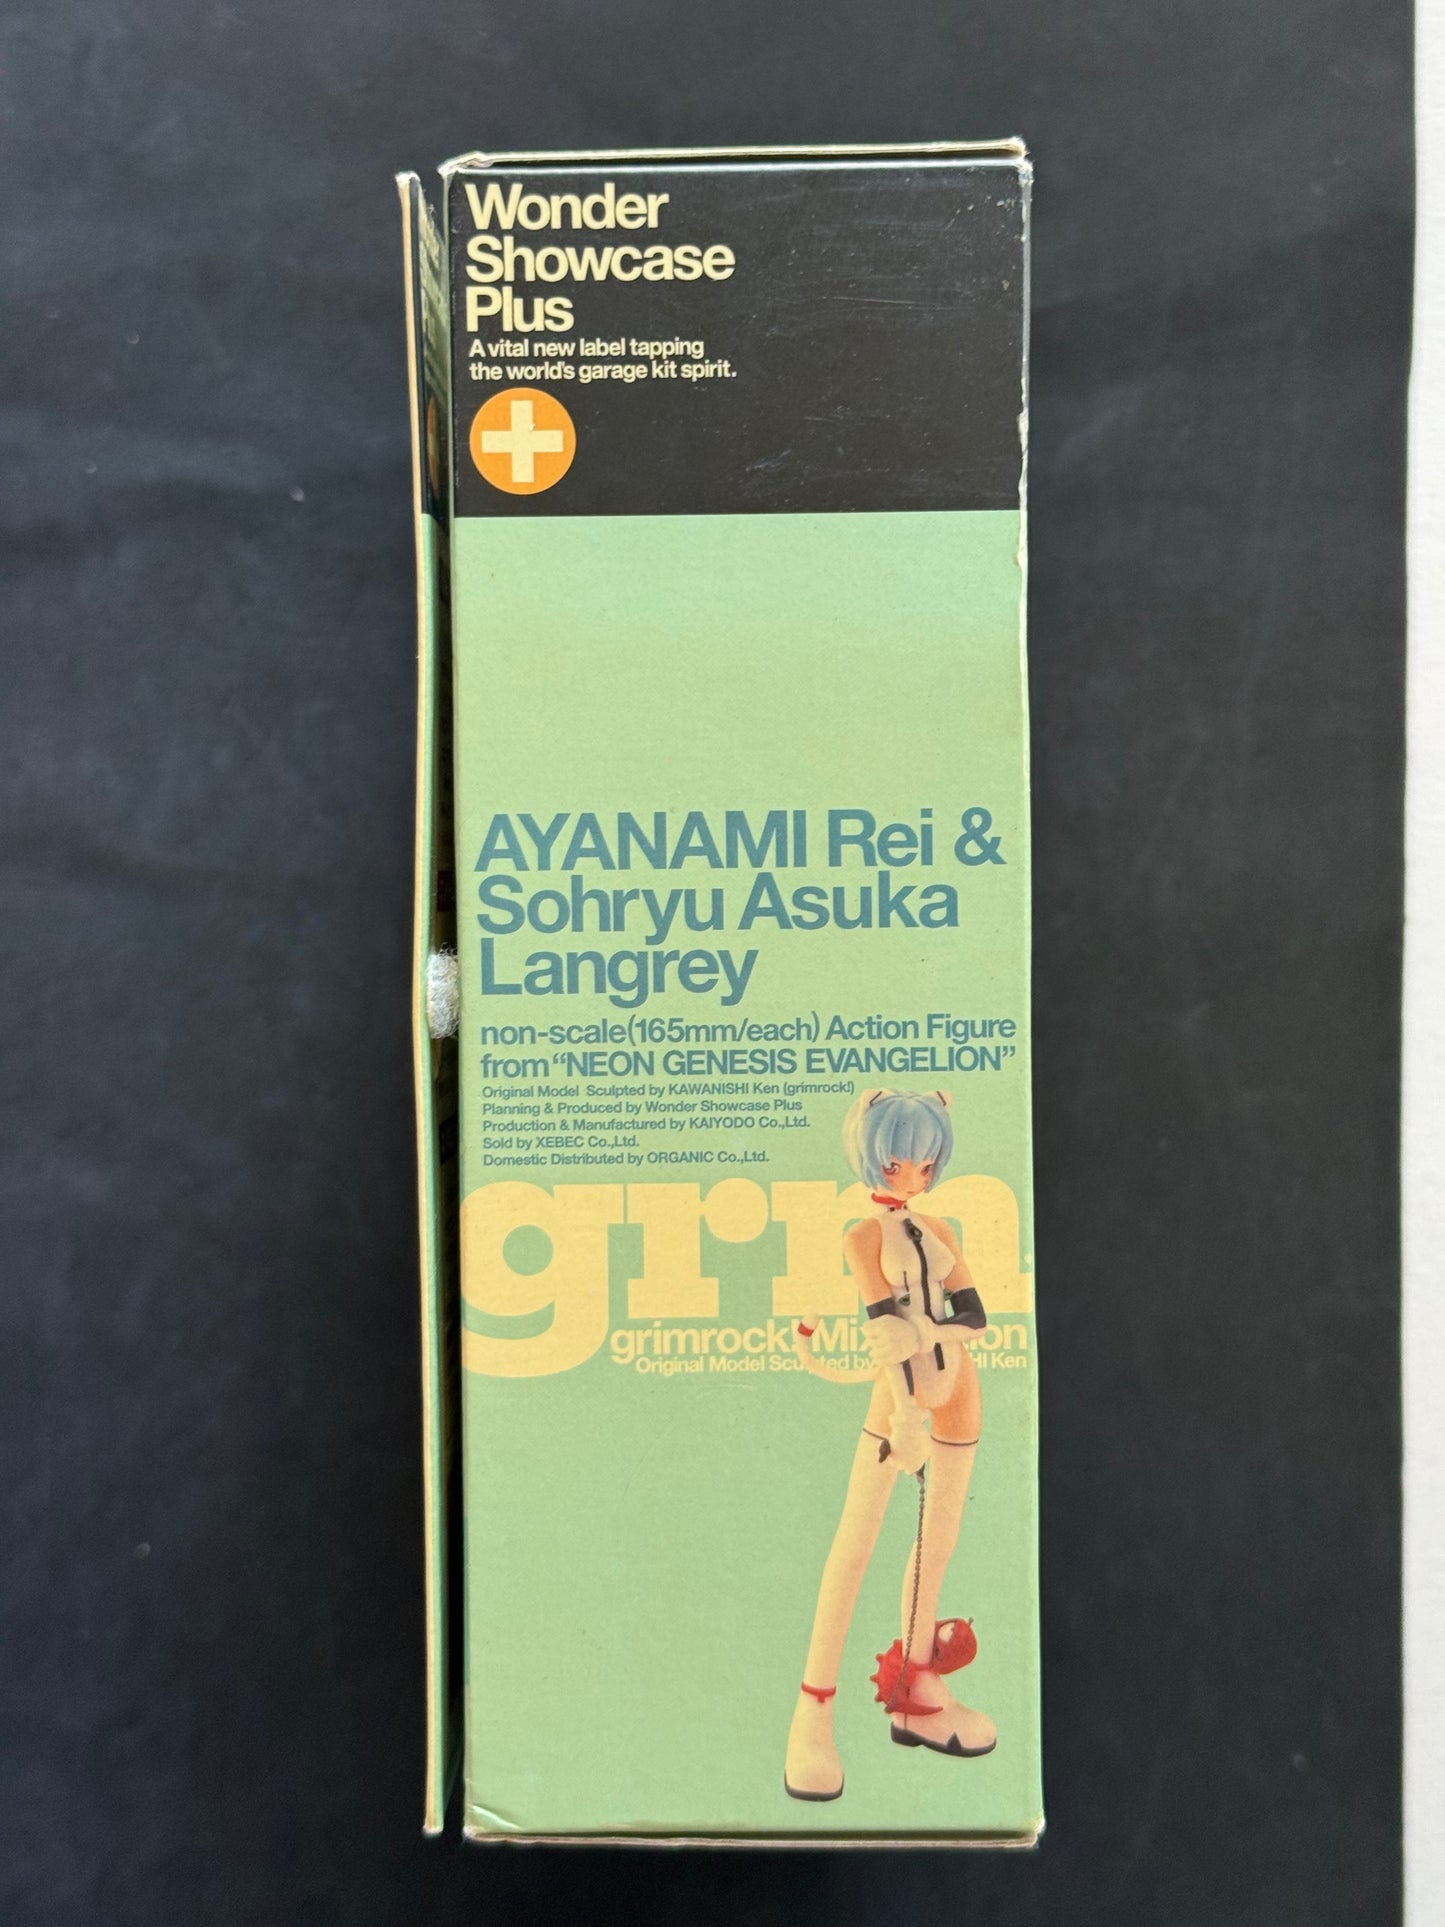 Wonder
Showcase
Plus
A vital new label tapping
the world's garage kit spirit.
AYANAMI Rei &
Sohryu Asuka
Langrey
non-scale(165mm/each) Action Figure
from “NEON GENESIS EVANGELION”
Original Model Sculpted by KAWANISHI Ken (grimrock!)
Planning & Produced by Wonder Showcase Plus
Production & Manufactured by KAIYODO Co.,Ltd.
Sold by XEBEC Co.,Ltd.
Domestic Distributed by ORGANIC Co.,Ltd.
grm
grimrock!
Original Model Sculpted by Ken